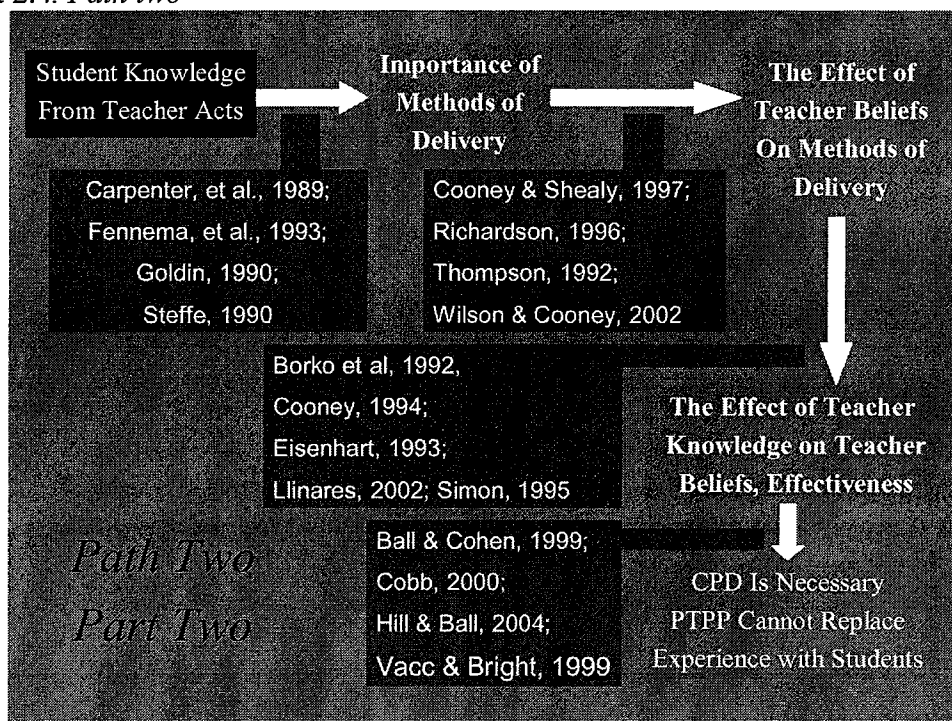 Path two
Student Knowledge
From Teacher Acts
Importance of
Methods of
Delivery
The Effect of
Teacher Beliefs
On Methods of
Delivery
Carpenter, et al., 1989;
Fennema, et al., 1993;
Goldin, 1990;
Steffe, 1990
Cooney & Shealy, 1997;
Richardson, 1996;
Thompson, 1992;
Wilson & Cooney, 2002
Borko et al, 1992,
Cooney, 1994;
Eisenhart, 1993;
Llinares, 2002; Simon, 1995
The Effect of Teacher
Knowledge on Teacher
Beliefs, Effectiveness
Ball & Cohen, 1999;
Cobb, 2000;
Hill & Ball, 2004;
Vacc & Bright, 1999
CPD Is Necessary
PTPP Cannot Replace
Experience with Students
Path Two
Part Two